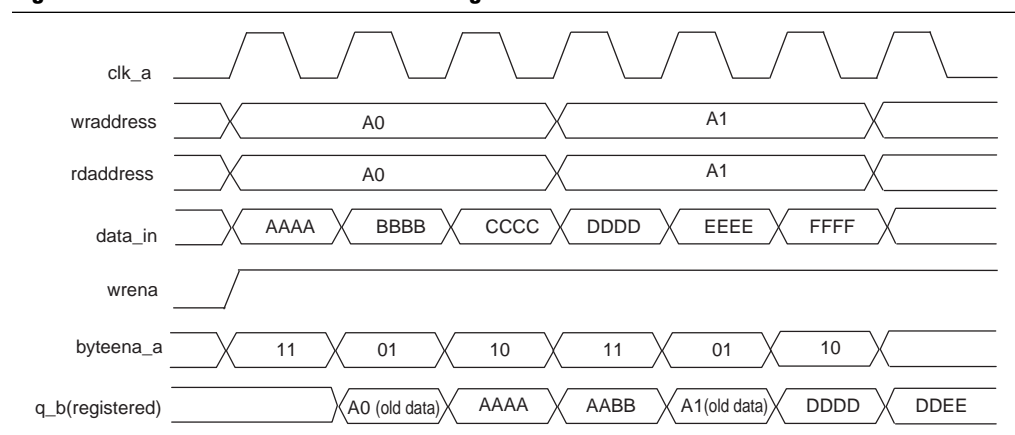 clk_a
wraddress A0 A1
rdaddress A0 A1
data_in AAAA BBBB CCCC DDDD EEEE FFFF
wrena
byteena_a 11 01 10 11 01 10
q_b(registered) A0 (old data) AAAA AABB A1(old data) DDDD DDEE